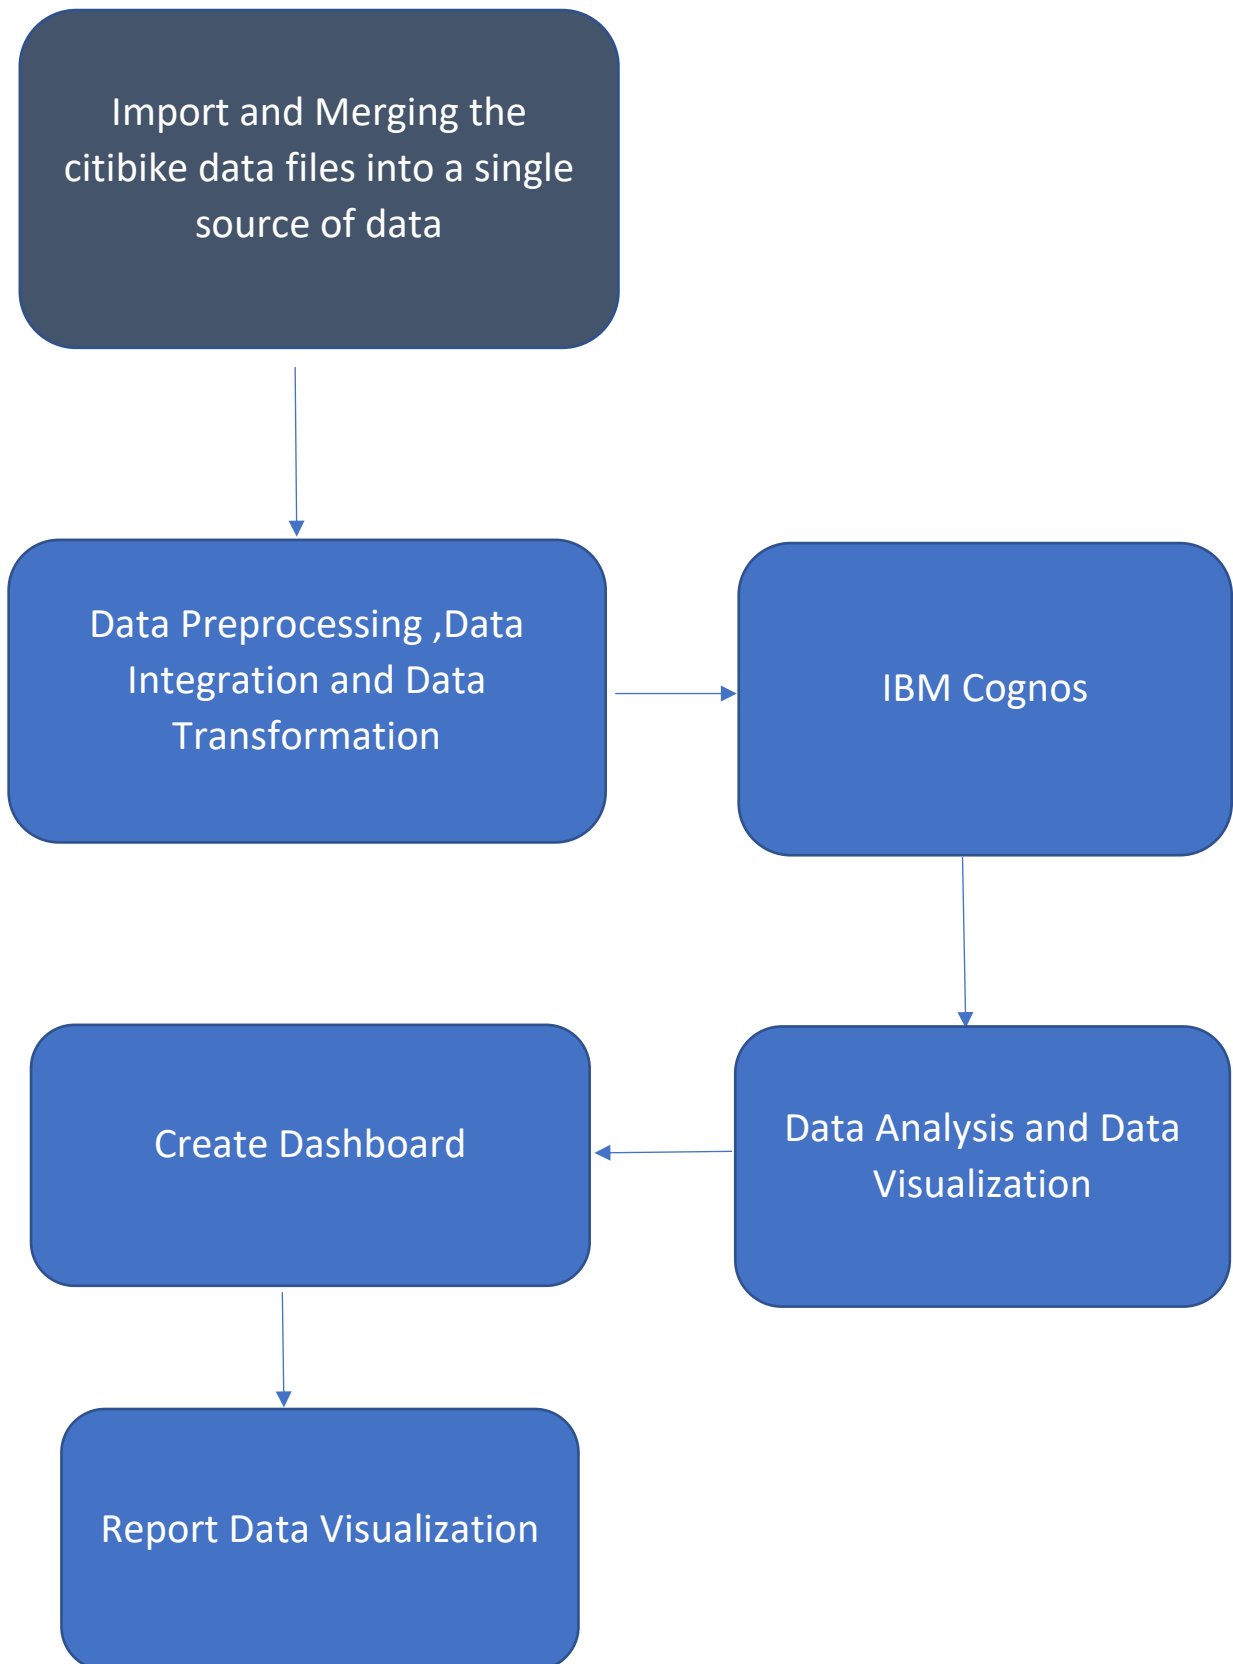 Import and Merging the
citibike data files into a single
source of data
Data Preprocessing ,Data
Integration and Data
Transformation
IBM Cognos
Data Analysis and Data
Visualization
Create Dashboard
Report Data Visualization